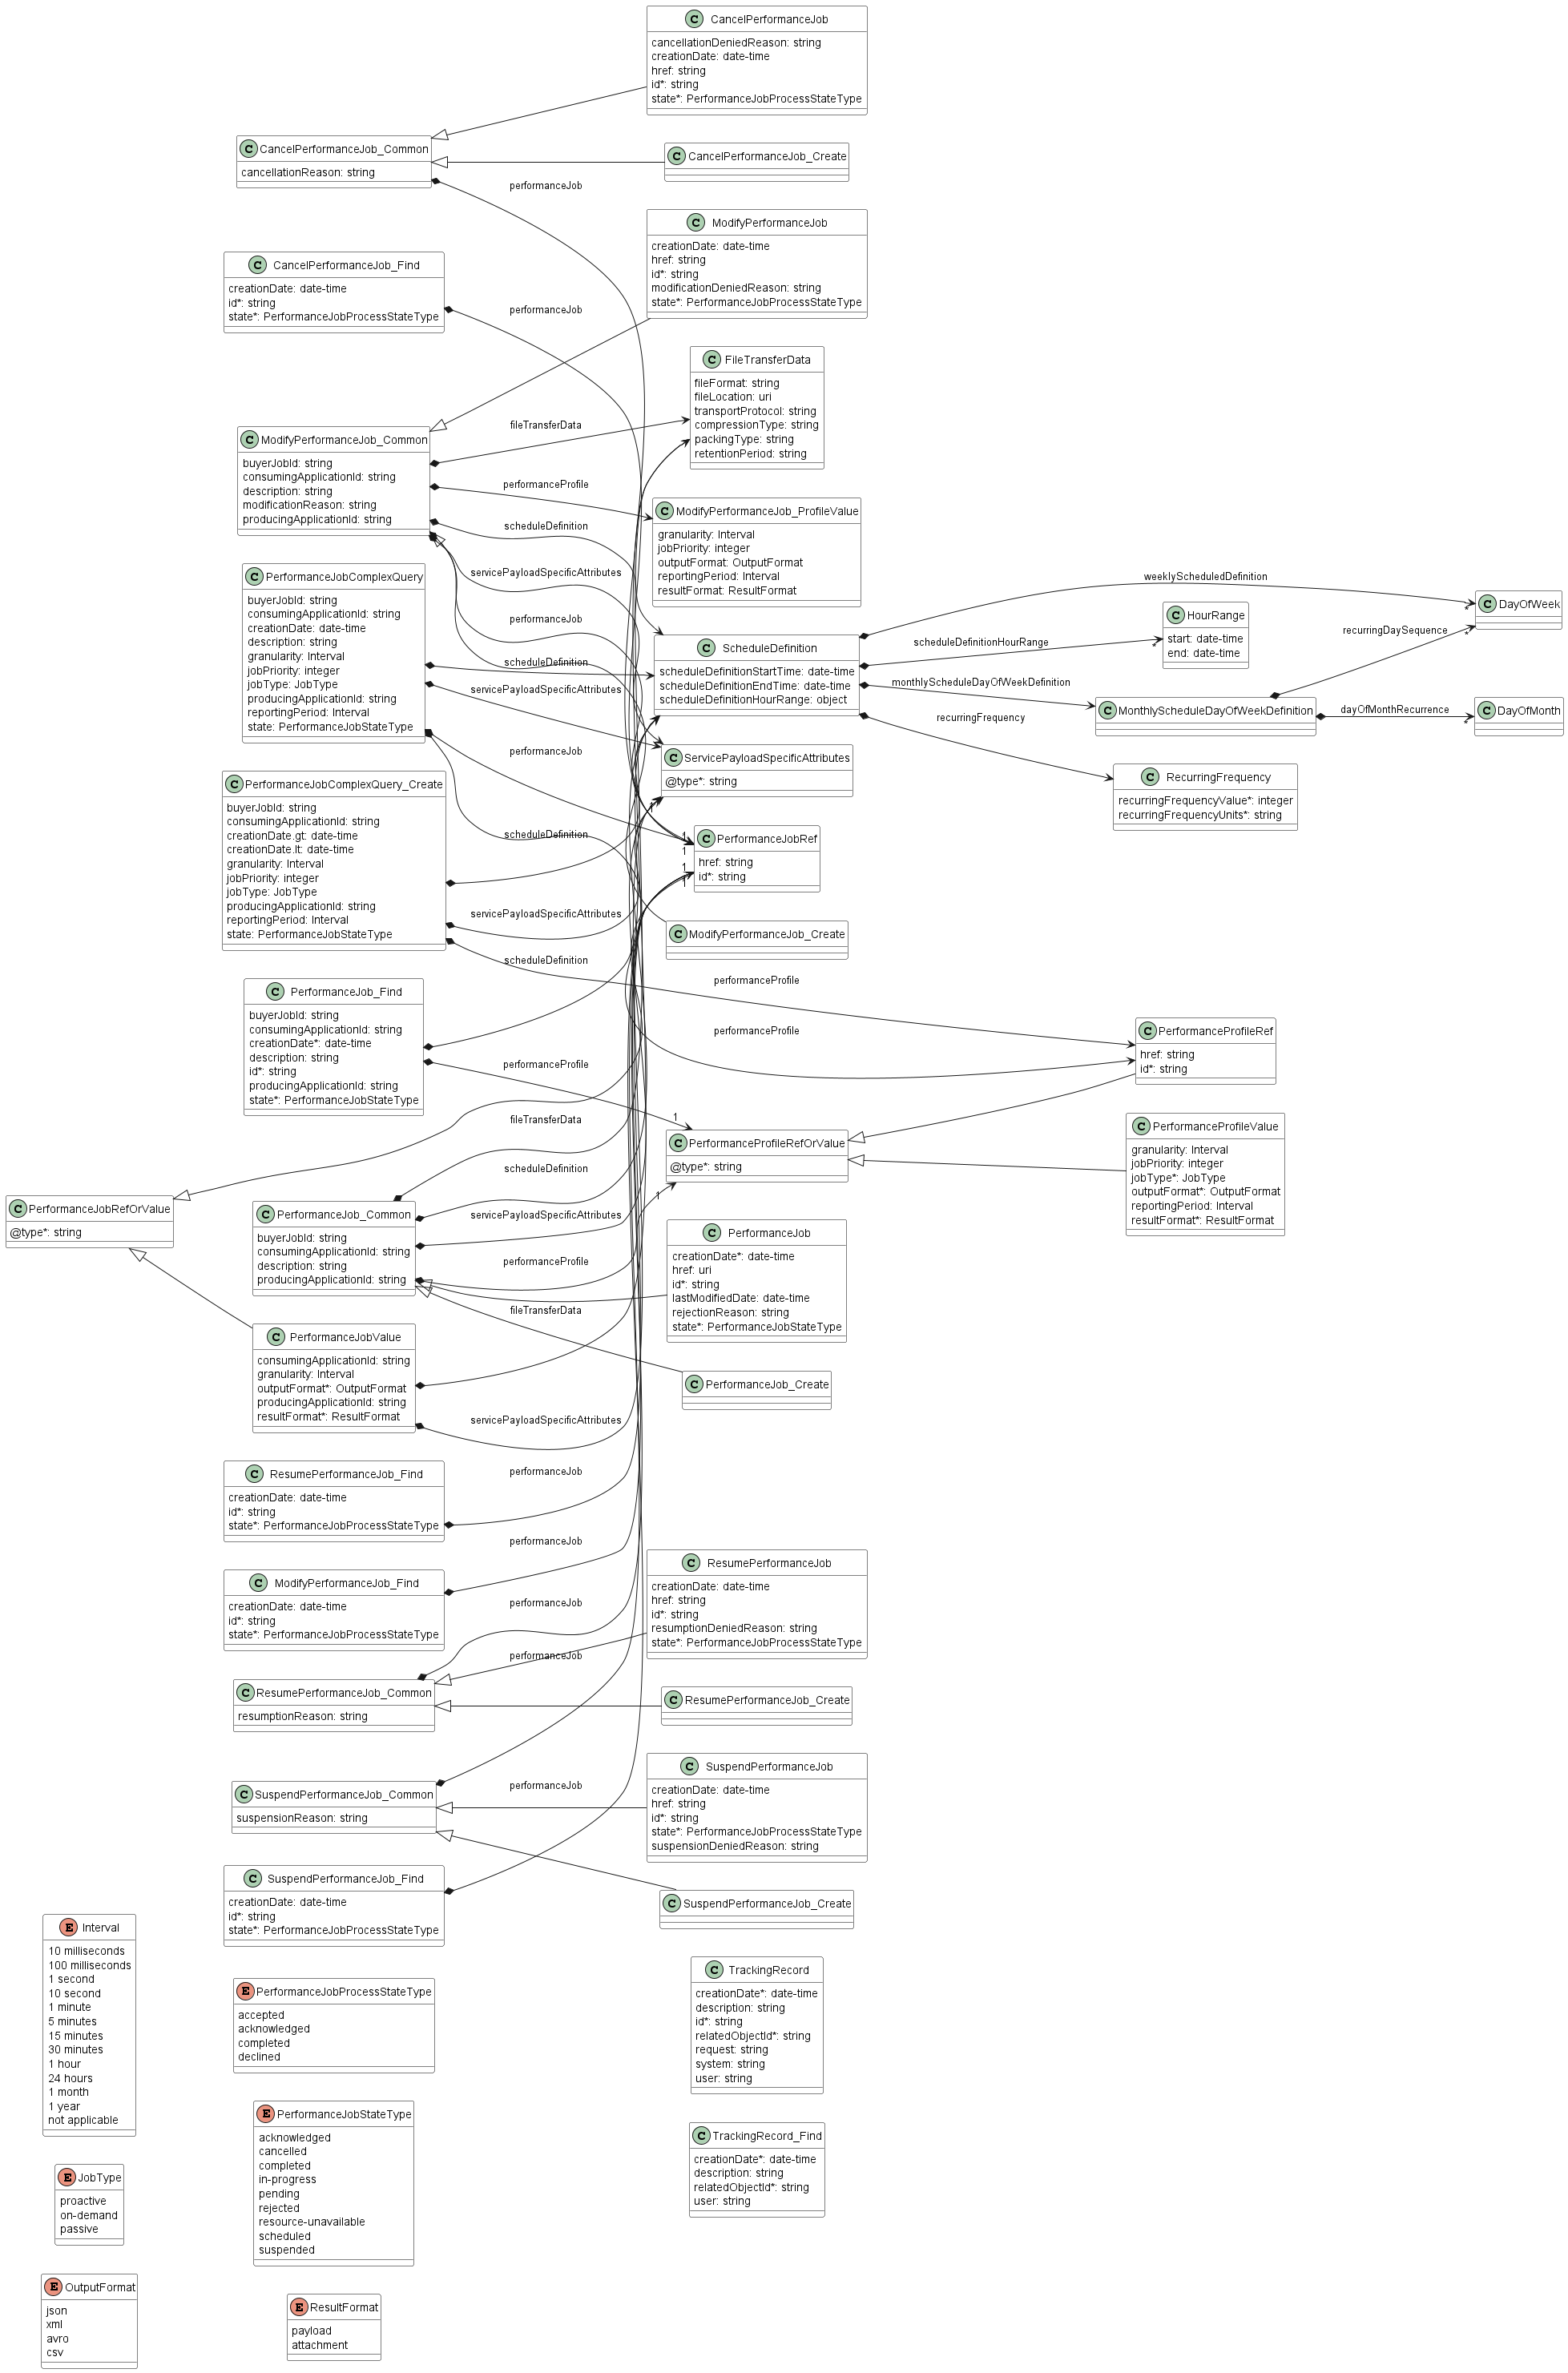 CancelPerformanceJob
cancellationDeniedReason: string
creationDate: date-time
href: string
id*: string
state*: PerformanceJobProcessStateType
CancelPerformanceJob_Common
cancellationReason: string
CancelPerformanceJob_Create
performanceJob
CancelPerformanceJob_Find
creationDate: date-time
id*: string
state*: PerformanceJobProcessStateType
performanceJob
ModifyPerformanceJob
creationDate: date-time
href: string
id*: string
modificationDeniedReason: string
state*: PerformanceJobProcessStateType
FileTransferData
fileFormat: string
fileLocation: uri
transportProtocol: string
compressionType: string
packingType: string
retentionPeriod: string
ModifyPerformanceJob_Common
buyerJobId: string
consumingApplicationId: string
description: string
modificationReason: string
producingApplicationId: string
fileTransferData
performanceProfile
scheduleDefinition
servicePayloadSpecificAttributes
performanceJob
ModifyPerformanceJob_ProfileValue
granularity: Interval
jobPriority: integer
outputFormat: OutputFormat
reportingPeriod: Interval
resultFormat: ResultFormat
PerformanceJobComplexQuery
buyerJobId: string
consumingApplicationId: string
creationDate: date-time
description: string
granularity: Interval
jobPriority: integer
jobType: JobType
producingApplicationId: string
reportingPeriod: Interval
state: PerformanceJobStateType
scheduleDefinition
servicePayloadSpecificAttributes
performanceJob
ScheduleDefinition
scheduleDefinitionStartTime: date-time
scheduleDefinitionEndTime: date-time
scheduleDefinitionHourRange: object
weeklyScheduledDefinition
scheduleDefinitionHourRange
monthlyScheduleDayOfWeekDefinition
recurringFrequency
HourRange
start: date-time
end: date-time
*
DayOfWeek
*
recurringDaySequence
*
MonthlyScheduleDayOfWeekDefinition
dayOfMonthRecurrence
*
DayOfMonth
RecurringFrequency
recurringFrequencyValue*: integer
recurringFrequencyUnits*: string
ServicePayloadSpecificAttributes
@type*: string
1
PerformanceJobComplexQuery_Create
buyerJobId: string
consumingApplicationId: string
creationDate.gt: date-time
creationDate.lt: date-time
granularity: Interval
jobPriority: integer
jobType: JobType
producingApplicationId: string
reportingPeriod: Interval
state: PerformanceJobStateType
scheduleDefinition
servicePayloadSpecificAttributes
scheduleDefinition
PerformanceJobRef
href: string
id*: string
1
1
1
1
ModifyPerformanceJob_Create
performanceProfile
performanceProfile
PerformanceProfileRef
href: string
id*: string
PerformanceJob_Find
buyerJobId: string
consumingApplicationId: string
creationDate*: date-time
description: string
id*: string
producingApplicationId: string
state*: PerformanceJobStateType
performanceProfile
1
fileTransferData
PerformanceProfileRefOrValue
@type*: string
1
PerformanceProfileValue
granularity: Interval
jobPriority: integer
jobType*: JobType
outputFormat*: OutputFormat
reportingPeriod: Interval
resultFormat*: ResultFormat
PerformanceJobRefOrValue
@type*: string
PerformanceJob_Common
buyerJobId: string
consumingApplicationId: string
description: string
producingApplicationId: string
scheduleDefinition
servicePayloadSpecificAttributes
performanceProfile
fileTransferData
PerformanceJob
creationDate*: date-time
href: uri
id*: string
lastModifiedDate: date-time
rejectionReason: string
state*: PerformanceJobStateType
PerformanceJobValue
consumingApplicationId: string
granularity: Interval
outputFormat*: OutputFormat
producingApplicationId: string
resultFormat*: ResultFormat
servicePayloadSpecificAttributes
PerformanceJob_Create
ResumePerformanceJob_Find
creationDate: date-time
id*: string
state*: PerformanceJobProcessStateType
performanceJob
ModifyPerformanceJob_Find
creationDate: date-time
id*: string
state*: PerformanceJobProcessStateType
performanceJob
ResumePerformanceJob
creationDate: date-time
href: string
id*: string
resumptionDeniedReason: string
state*: PerformanceJobProcessStateType
performanceJob
ResumePerformanceJob_Common
resumptionReason: string
performanceJob
ResumePerformanceJob_Create
SuspendPerformanceJob_Common
suspensionReason: string
performanceJob
SuspendPerformanceJob
creationDate: date-time
href: string
id*: string
state*: PerformanceJobProcessStateType
suspensionDeniedReason: string
SuspendPerformanceJob_Find
creationDate: date-time
id*: string
state*: PerformanceJobProcessStateType
SuspendPerformanceJob_Create
Interval
10 milliseconds
100 milliseconds
1 second
10 second
1 minute
5 minutes
15 minutes
30 minutes
1 hour
24 hours
1 month
1 year
not applicable
PerformanceJobProcessStateType
accepted
acknowledged
completed
declined
TrackingRecord
creationDate*: date-time
description: string
id*: string
relatedObjectId*: string
request: string
system: string
user: string
JobType
proactive
on-demand
passive
PerformanceJobStateType
acknowledged
cancelled
completed
in-progress
pending
rejected
resource-unavailable
scheduled
suspended
TrackingRecord_Find
creationDate*: date-time
description: string
relatedObjectId*: string
user: string
OutputFormat
json
xml
avro
csv
ResultFormat
payload
attachment